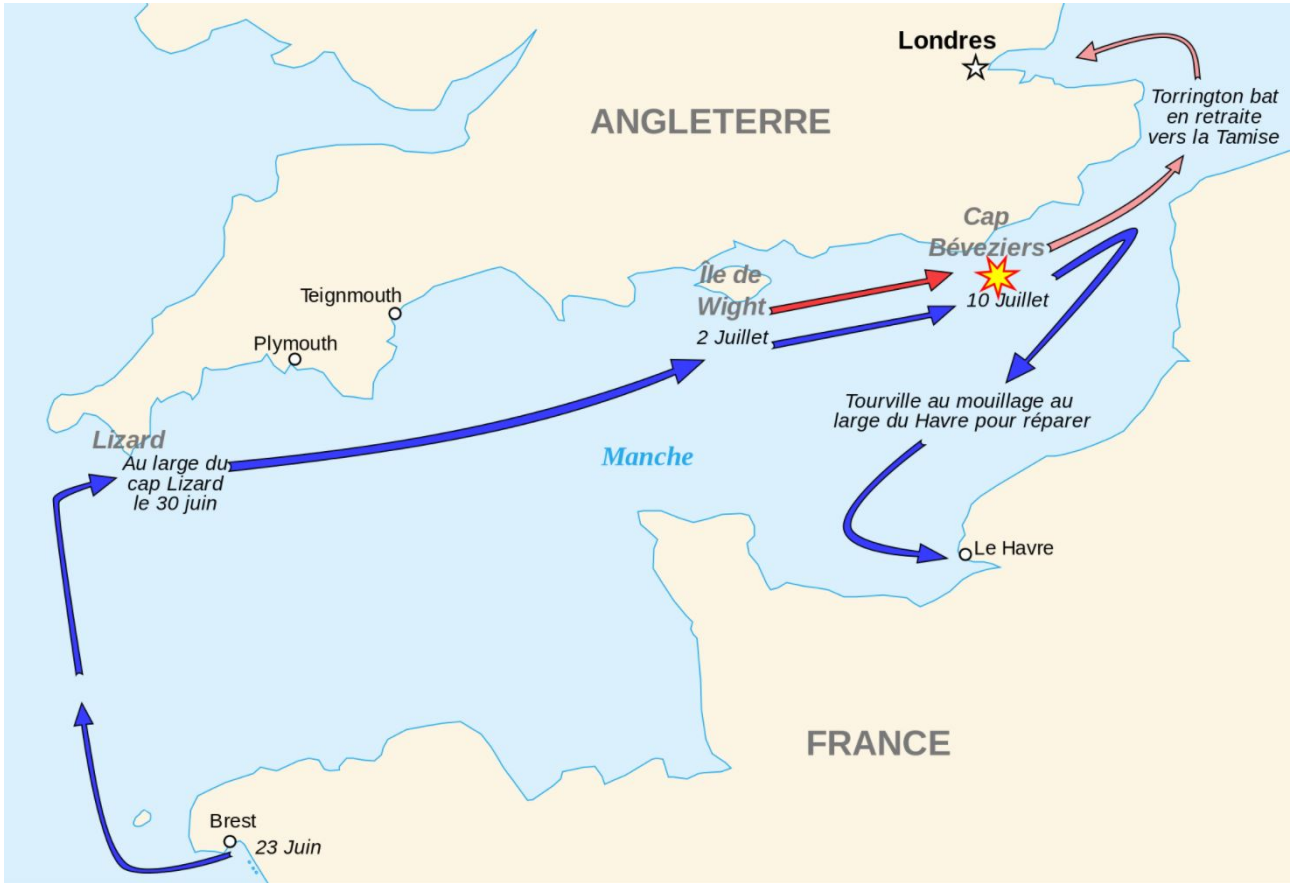 Londres
Torrington bat
en retraite
vers la Tamise
ANGLETERRE
Cap
Béveziers
10 Juillet
Île de
Wight
2 Juillet
Teignmouth
Plymouth
Tourville au mouillage au
large du Havre pour réparer
Lizard
Au large du
cap Lizard
le 30 juin
Manche
Le Havre
FRANCE
Brest
23 Juin